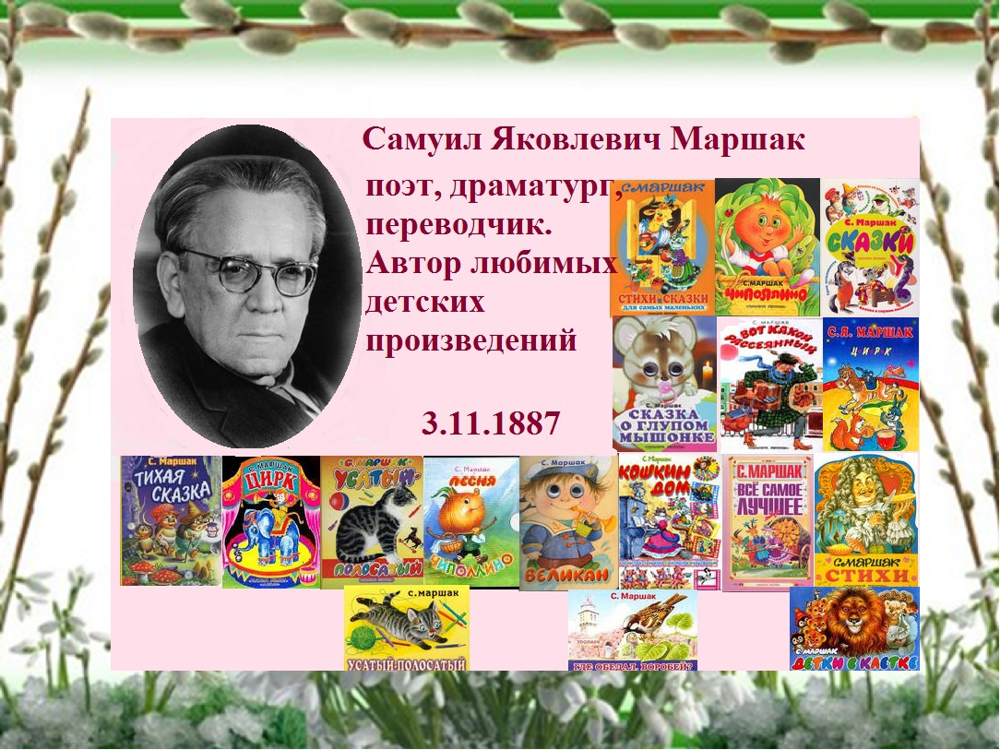 Самуил Яковлевич Маршак
поэт, драматург,
переводчик.
Автор любимых
детских
произведений
3.11.1887
С. МАРШАК
СТИХИ И СКАЗКИ
для самых маленьких
С. МАРШАК
ЧИПОЛЛИНО
С. Маршак
СКАЗКИ
С. Маршак
СКАЗКА
О ГЛУПОМ
МЫШОНКЕ
С. МАРШАК
ВОТ КАКОЙ
РАССЕЯННЫЙ
С.Я. МАРШАК
ЦИРК
С. Маршак
ТИХАЯ
СКАЗКА
С. МАРШАК
ЦИРК
С. МАРШАК
УСАТЫЙ-
ПОЛОСАТЫЙ
С. Маршак
ПЕСНЯ
ЧИПОЛЛИНО
С. Маршак
ВЕЛИКАН
С. Маршак
КОШКИН
ДОМ
С. МАРШАК
ВСЁ САМОЕ
ЛУЧШЕЕ
С. МАРШАК
СТИХИ
С. МАРШАК
УСАТЫЙ-ПОЛОСАТЫЙ
С. Маршак
ЗООПАРК
ГДЕ ОБЕДАЛ, ВОРОБЕЙ?
С. МАРШАК
ДЕТКИ В КЛЕТКЕ